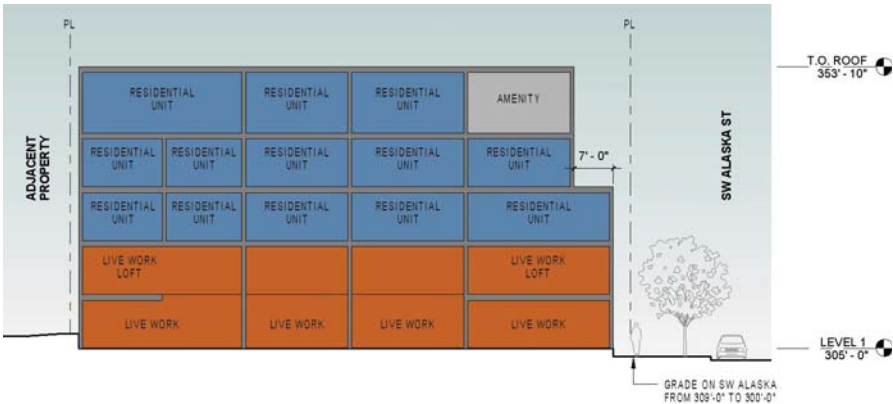 PL
PL
T.O. ROOF
353' - 10"
RESIDENTIAL
UNIT
RESIDENTIAL
UNIT
RESIDENTIAL
UNIT
AMENITY
ADJACENT
PROPERTY
SW ALASKA ST
RESIDENTIAL
UNIT
RESIDENTIAL
UNIT
RESIDENTIAL
UNIT
RESIDENTIAL
UNIT
RESIDENTIAL
UNIT
7' - 0"
RESIDENTIAL
UNIT
RESIDENTIAL
UNIT
RESIDENTIAL
UNIT
RESIDENTIAL
UNIT
RESIDENTIAL
UNIT
LIVE WORK
LOFT
LIVE WORK
LOFT
LIVE WORK
LIVE WORK
LIVE WORK
LIVE WORK
LEVEL 1
305' - 0"
GRADE ON SW ALASKA
FROM 309'-0" TO 300'-0"